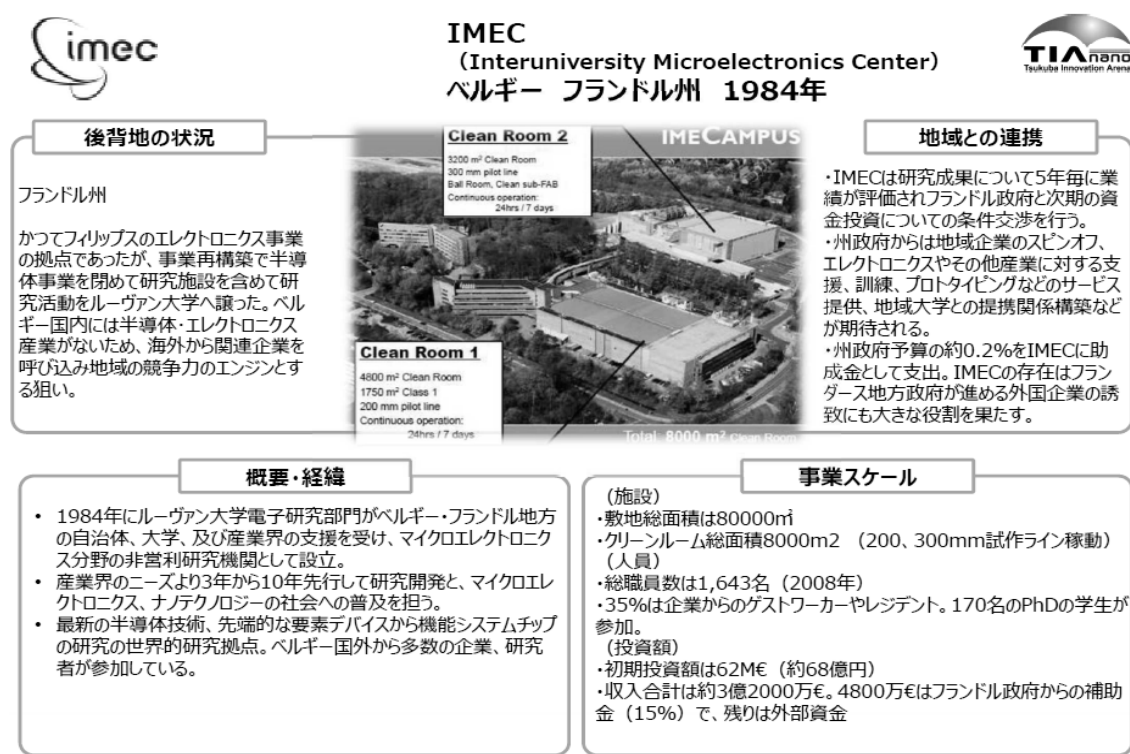 imec
IMEC
（Interuniversity Microelectronics Center）
ベルギー　フランドル州　1984年
TIAnano
Tsukuba Innovation Arena
後背地の状況
フランドル州
かつてフィリップスのエレクトロニクス事業
の拠点であったが、事業再構築で半導
体事業を閉めて研究施設を含めて研
究活動をルーヴァン大学へ譲った。ベル
ギー国内には半導体・エレクトロニクス
産業がないため、海外から関連企業を
呼び込み地域の競争力のエンジンとす
る狙い。
IMECAMPUS
Clean Room 2
3200 m² Clean Room
300 mm pilot line
Ball Room, Clean sub-FAB
Continuous operation:
24hrs / 7 days
Clean Room 1
4800 m² Clean Room
1750 m² Class 1
200 mm pilot line
Continuous operation:
24hrs / 7 days
Total 8000 m² Clean Room
地域との連携
・IMECは研究成果について5年毎に業
績が評価されフランドル政府と次期の資
金投資についての条件交渉を行う。
・州政府からは地域企業のスピンオフ、
エレクトロニクスやその他産業に対する支
援、訓練、プロトタイピングなどのサービス
提供、地域大学との提携関係構築など
が期待される。
・州政府予算の約0.2%をIMECに助
成金として支出。IMECの存在はフラン
ダース地方政府が進める外国企業の誘
致にも大きな役割を果たす。
概要・経緯
• 1984年にルーヴァン大学電子研究部門がベルギー・フランドル地方
の自治体、大学、及び産業界の支援を受け、マイクロエレクトロニク
ス分野の非営利研究機関として設立。
• 産業界のニーズより3年から10年先行して研究開発と、マイクロエレ
クトロニクス、ナノテクノロジーの社会への普及を担う。
• 最新の半導体技術、先端的な要素デバイスから機能システムチップ
の研究の世界的研究拠点。ベルギー国外から多数の企業、研究
者が参加している。
事業スケール
（施設）
・敷地総面積は80000㎡
・クリーンルーム総面積8000m2　（200、300mm試作ライン稼動）
（人員）
・総職員数は1,643名（2008年）
・35%は企業からのゲストワーカーやレジデント。170名のPhDの学生が
参加。
（投資額）
・初期投資額は62M€（約68億円）
・収入合計は約3億2000万€。4800万€はフランドル政府からの補助
金（15%）で、残りは外部資金